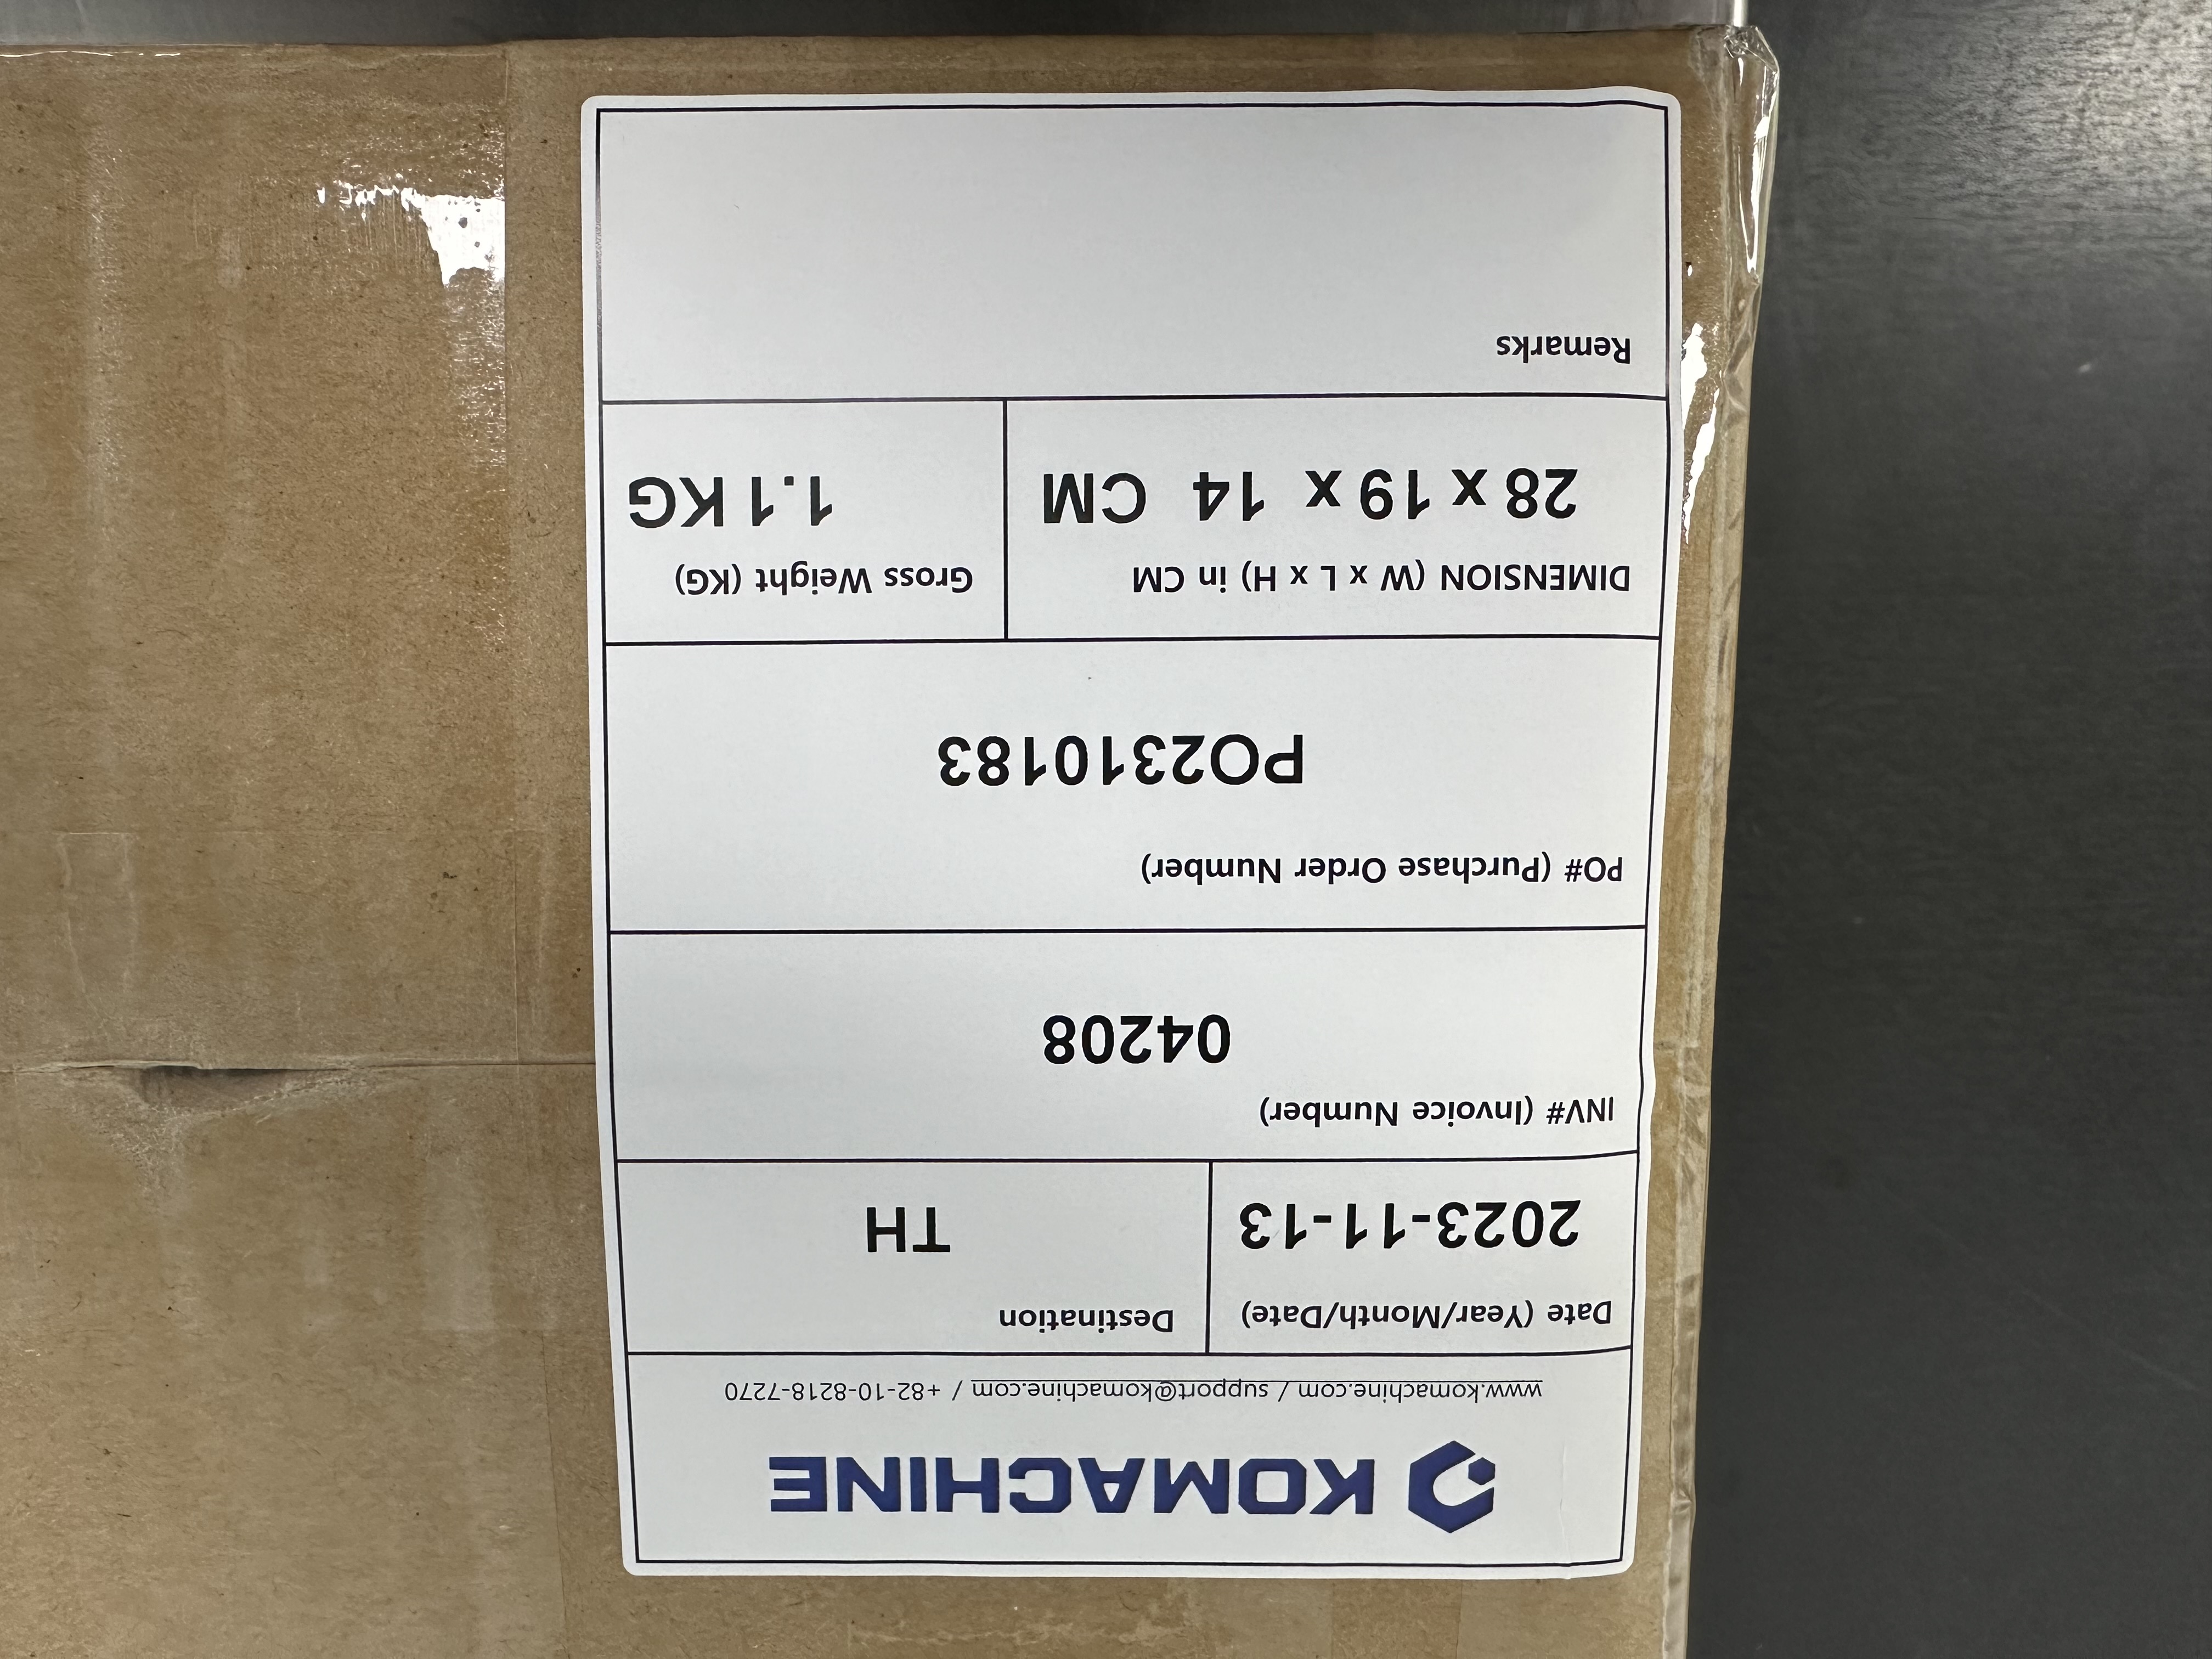 KOMACHINE
www.komachine.com / support@komachine.com / +82-10-8218-7270
Date (Year/Month/Date)
2023-11-13
Destination
TH
INV# (Invoice Number)
04208
PO# (Purchase Order Number)
PO2310183
DIMENSION (W x L x H) in CM
28 x 19 x 14 CM
Gross Weight (KG)
1.1 KG
Remarks